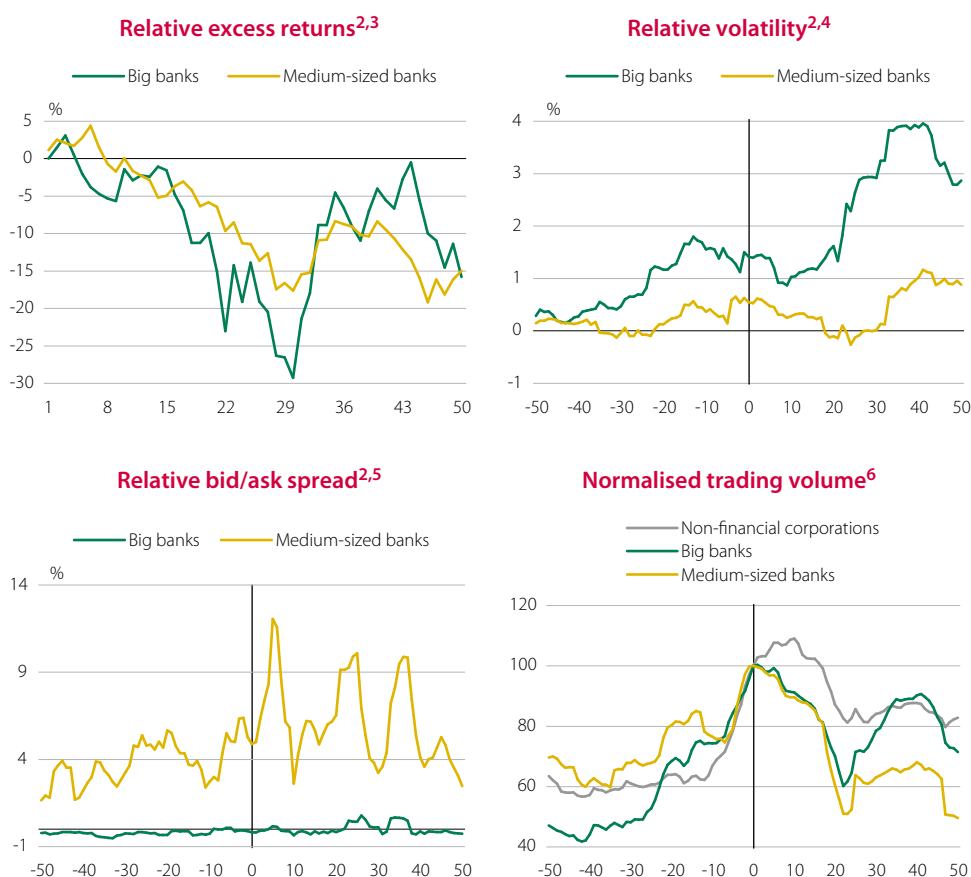 Relative excess returns2,3
Big banks
Medium-sized banks
%
5
0
-5
-10
-15
-20
-25
-30
1 8 15 22 29 36 43 50
Relative volatility2,4
Big banks
Medium-sized banks
%
4
3
2
1
0
-1
-50 -40 -30 -20 -10 0 10 20 30 40 50
Relative bid/ask spread2,5
Big banks
Medium-sized banks
%
14
9
4
-1
-50 -40 -30 -20 -10 0 10 20 30 40 50
Normalised trading volume6
Non-financial corporations
Big banks
Medium-sized banks
120
100
80
60
40
-50 -40 -30 -20 -10 0 10 20 30 40 50